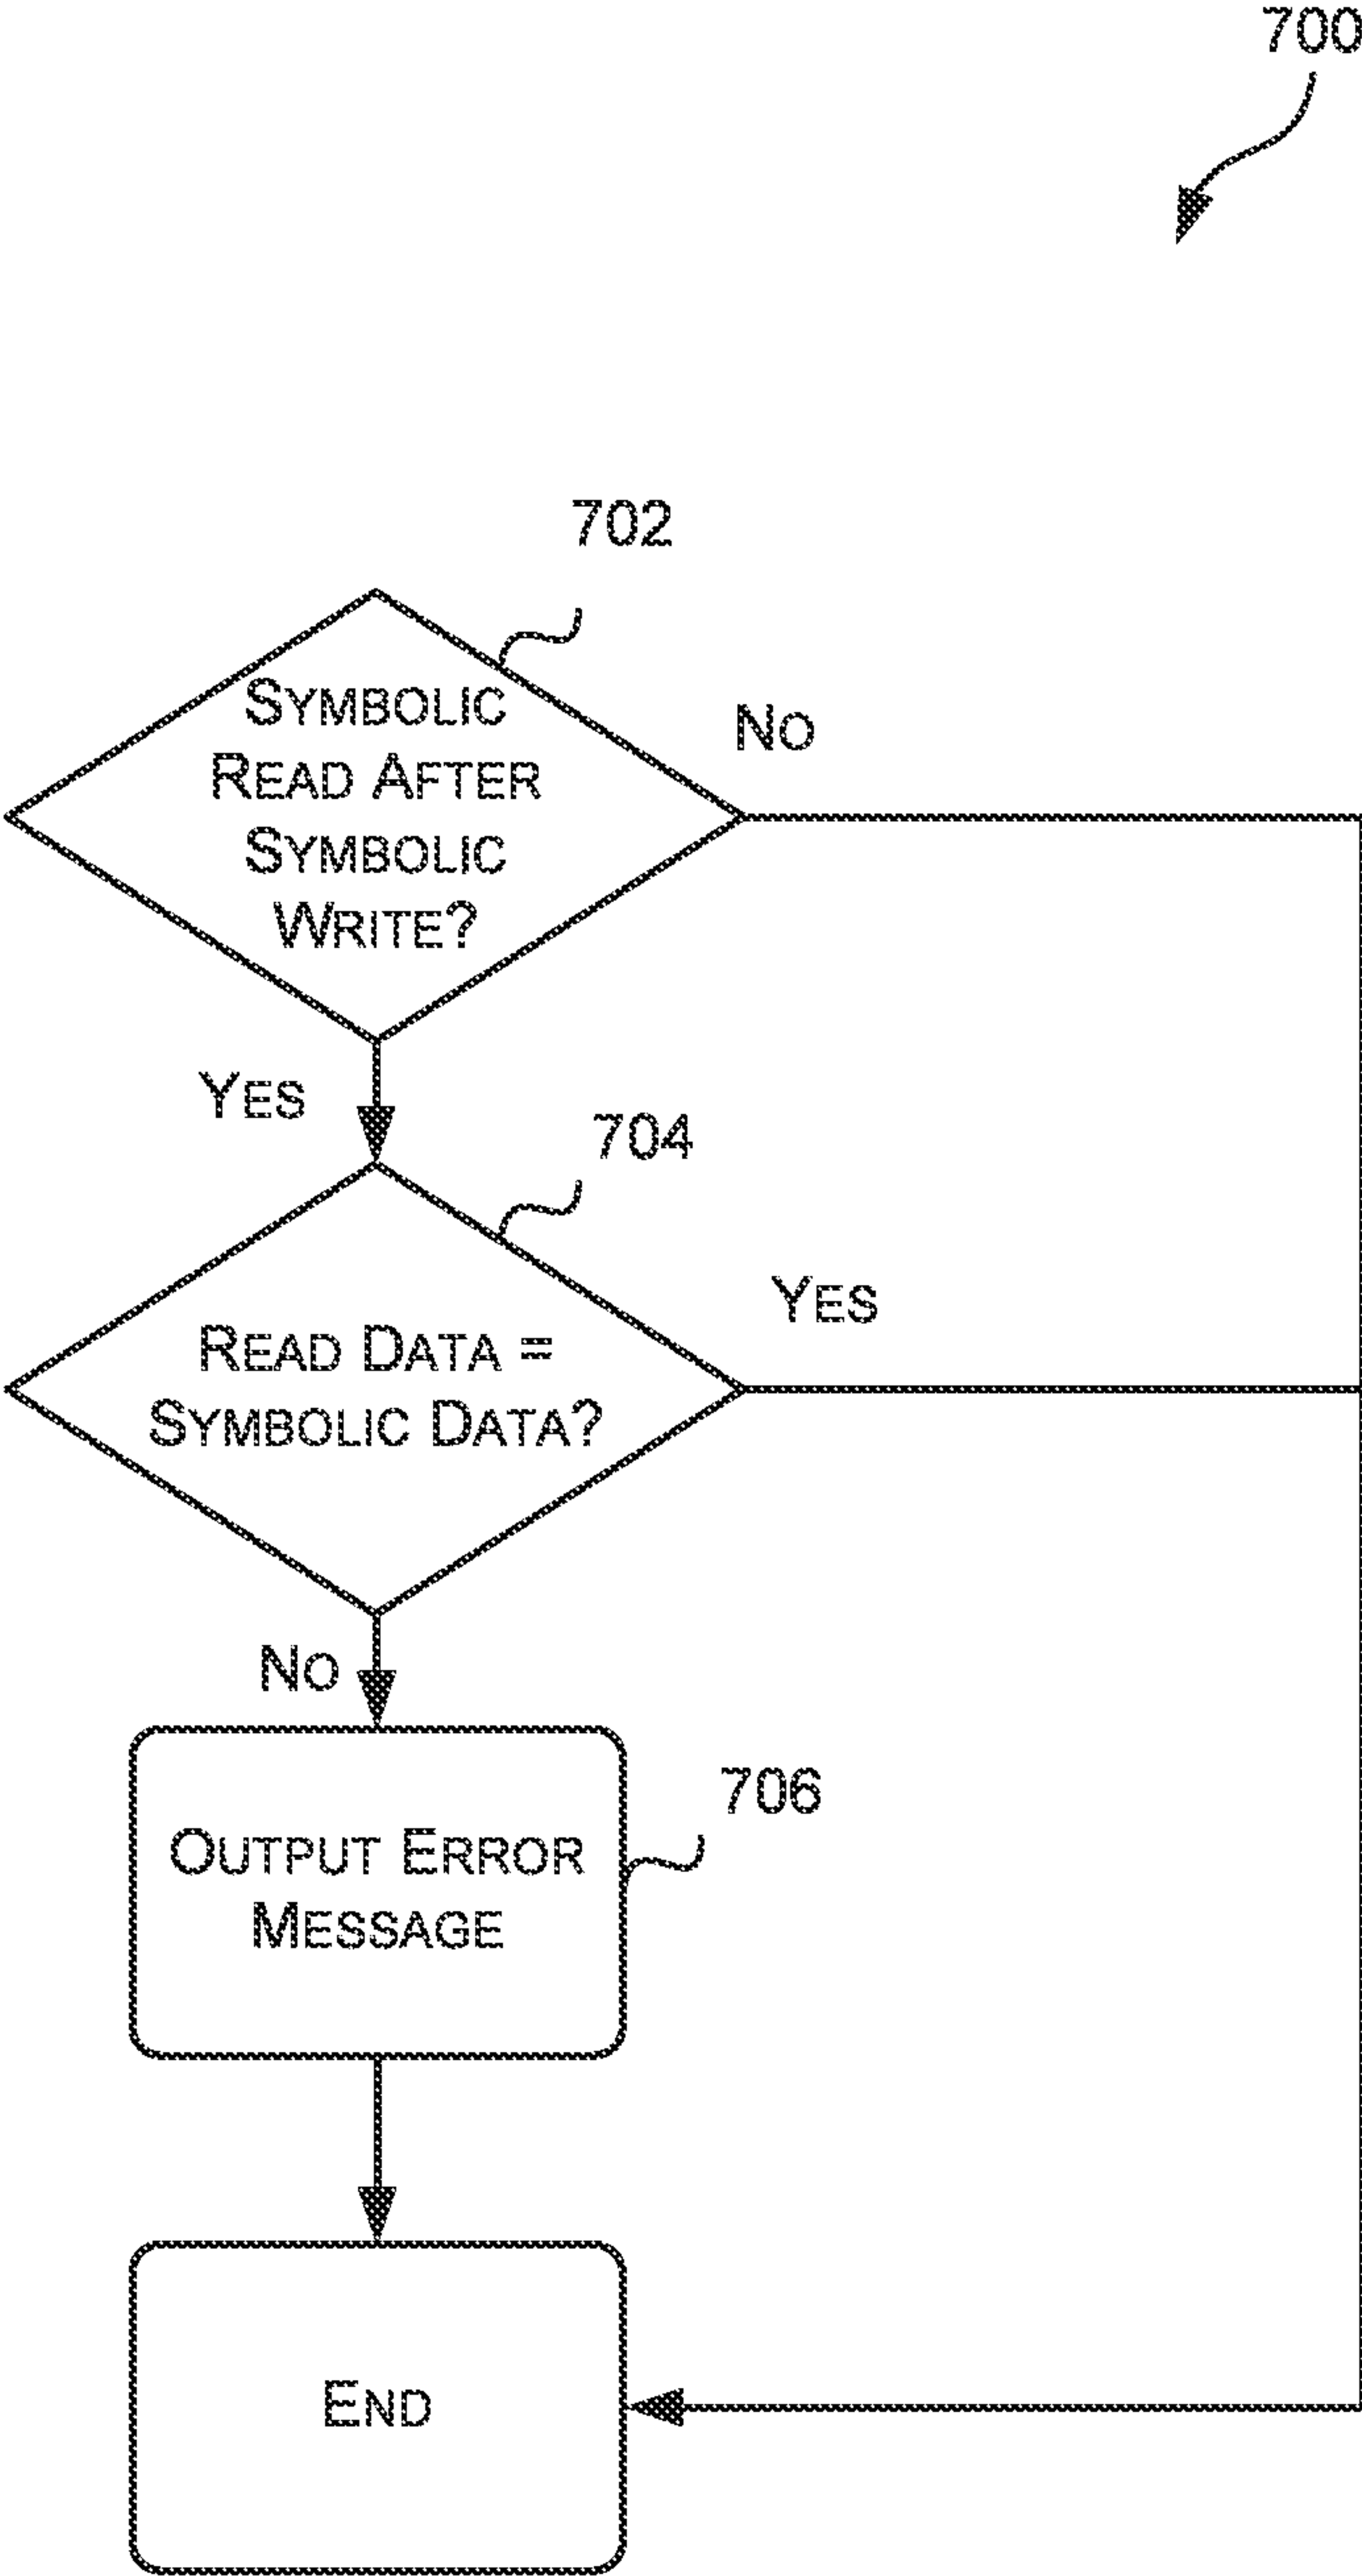 700
702
SYMBOLIC
READ AFTER
SYMBOLIC
WRITE?
NO
YES
704
READ DATA =
SYMBOLIC DATA?
YES
NO
706
OUTPUT ERROR
MESSAGE
END